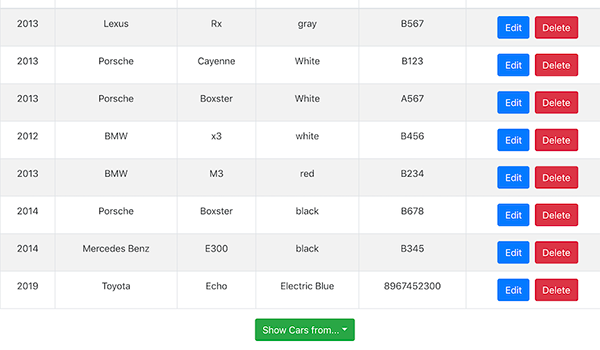 2013 Lexus Rx gray B567 Edit Delete
2013 Porsche Cayenne White B123 Edit Delete
2013 Porsche Boxster White A567 Edit Delete
2012 BMW x3 white B456 Edit Delete
2013 BMW M3 red B234 Edit Delete
2014 Porsche Boxster black B678 Edit Delete
2014 Mercedes Benz E300 black B345 Edit Delete
2019 Toyota Echo Electric Blue 8967452300 Edit Delete
Show Cars from...